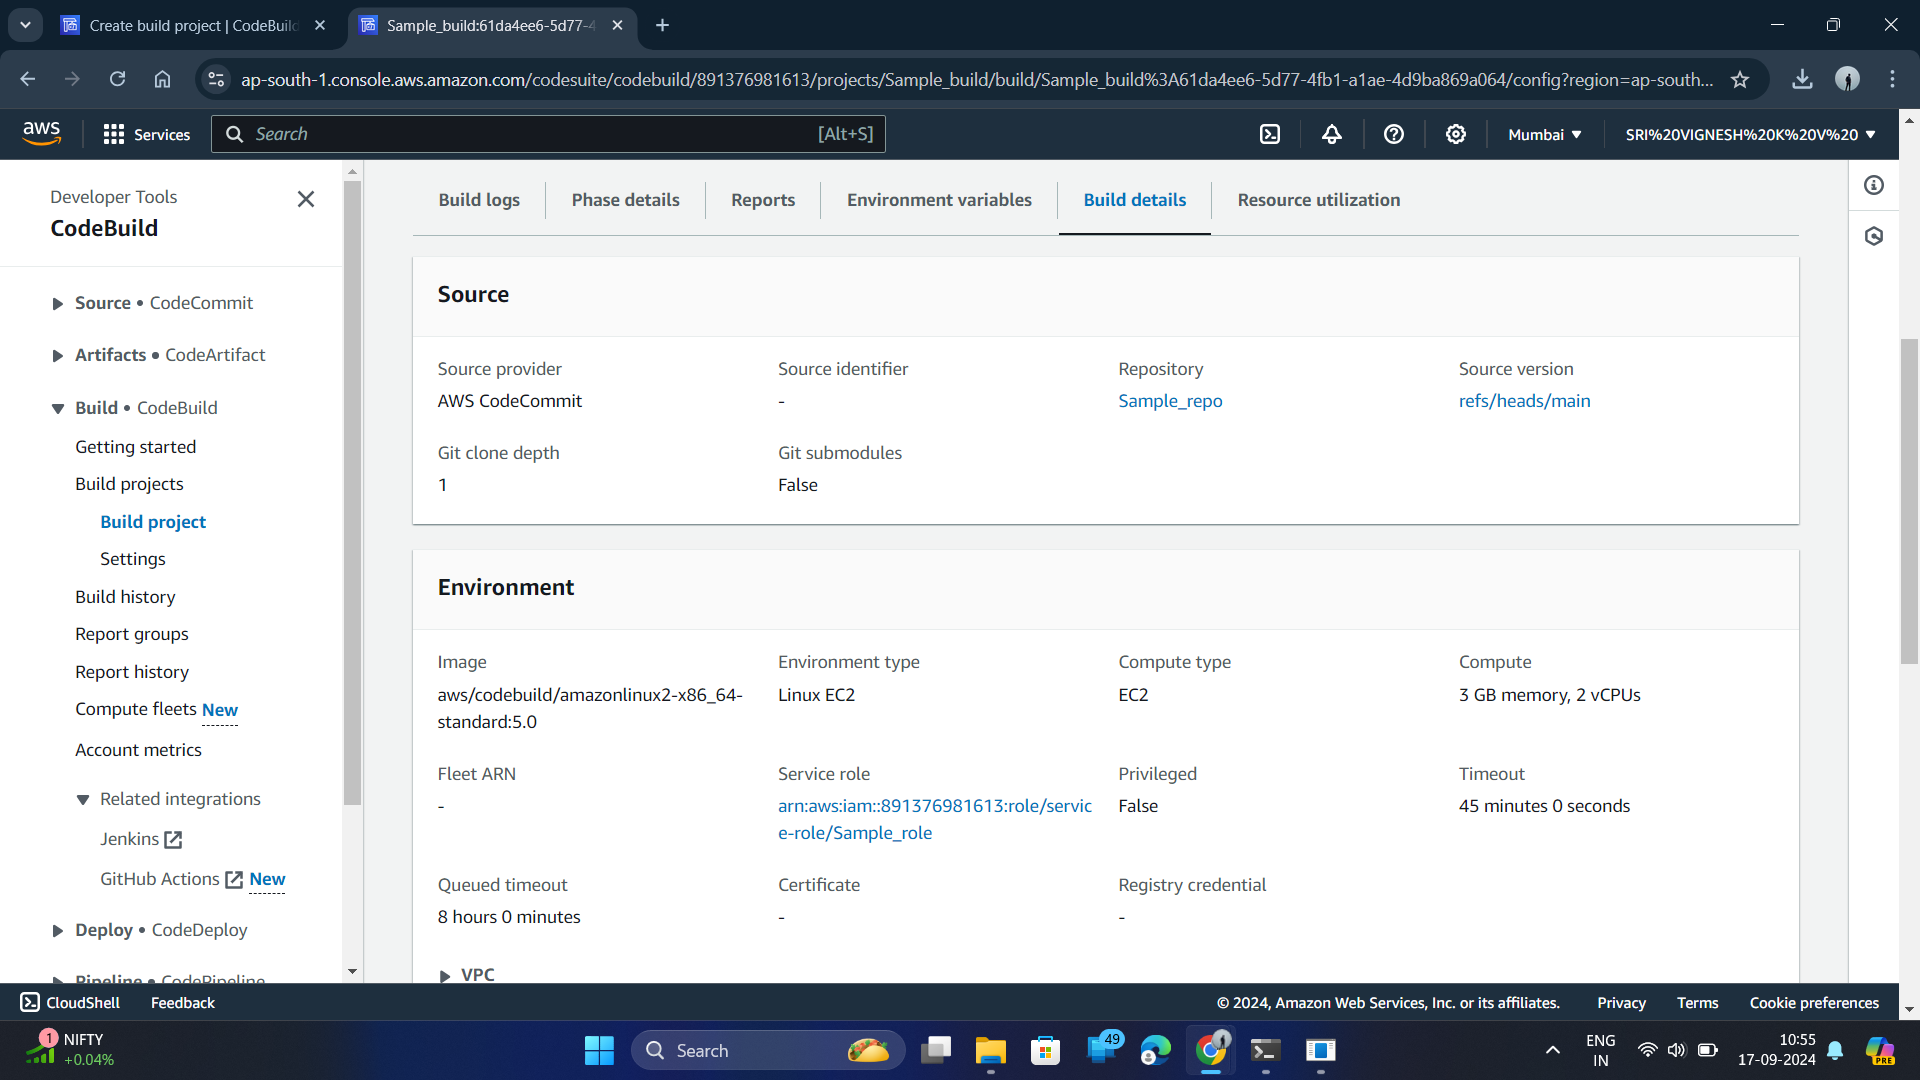 Create build project | CodeBuild
Sample_build:61da4ee6-5d77-4
ap-south-1.console.aws.amazon.com/codesuite/codebuild/891376981613/projects/Sample_build/build/Sample_build%3A61da4ee6-5d77-4fb1-a1ae-4d9ba869a064/config?region=ap-south...
aws
Services
Search
[Alt+S]
Mumbai
SRI%20VIGNESH%20K%20V%20
Developer Tools
CodeBuild
Source • CodeCommit
Artifacts • CodeArtifact
Build • CodeBuild
Getting started
Build projects
Build project
Settings
Build history
Report groups
Report history
Compute fleets New
Account metrics
Related integrations
Jenkins
GitHub Actions New
Deploy • CodeDeploy
Pipeline • CodePipeline
Build logs
Phase details
Reports
Environment variables
Build details
Resource utilization
Source
Source provider
AWS CodeCommit
Source identifier
-
Repository
Sample_repo
Source version
refs/heads/main
Git clone depth
1
Git submodules
False
Environment
Image
aws/codebuild/amazonlinux2-x86_64-
standard:5.0
Environment type
Linux EC2
Compute type
EC2
Compute
3 GB memory, 2 vCPUs
Fleet ARN
-
Service role
arn:aws:iam::891376981613:role/servic
e-role/Sample_role
Privileged
False
Timeout
45 minutes 0 seconds
Queued timeout
8 hours 0 minutes
Certificate
-
Registry credential
-
VPC
CloudShell
Feedback
© 2024, Amazon Web Services, Inc. or its affiliates.
Privacy
Terms
Cookie preferences
1
NIFTY
+0.04%
Search
49
ENG
IN
10:55
17-09-2024
PRE